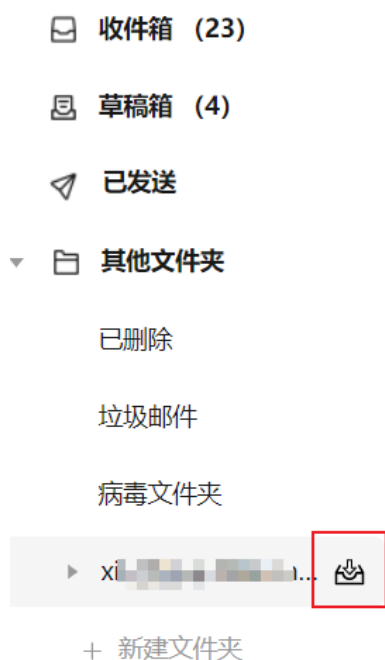 收件箱 (23)
草稿箱 (4)
已发送
其他文件夹
已删除
垃圾邮件
病毒文件夹
+ 新建文件夹